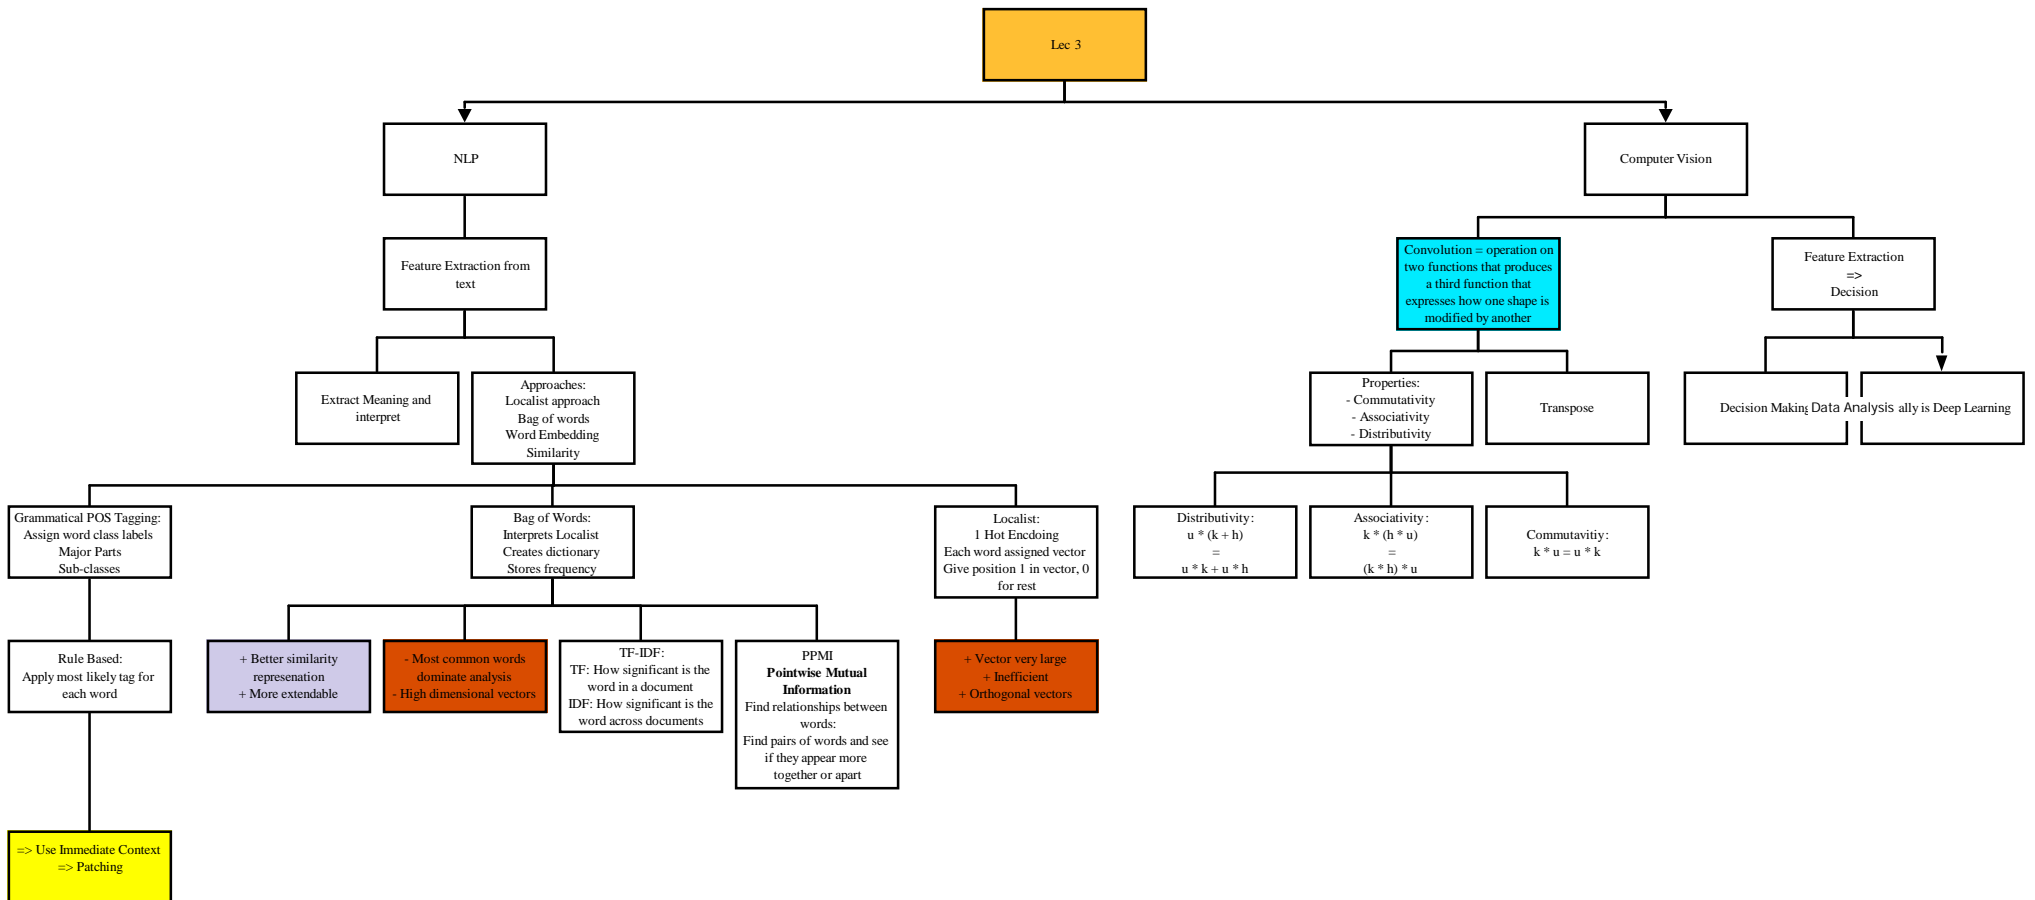 Lec 3
NLP
Computer Vision
Feature Extraction from
text
Convolution = operation on
two functions that produces
a third function that
expresses how one shape is
modified by another
Feature Extraction
=>
Decision
Extract Meaning and
interpret
Approaches:
Localist approach
Bag of words
Word Embedding
Similarity
Properties:
- Commutativity
- Associativity
- Distributivity
Transpose
Decision Making Data Analysis ally is Deep Learning
Grammatical POS Tagging:
Assign word class labels
Major Parts
Sub-classes
Bag of Words:
Interprets Localist
Creates dictionary
Stores frequency
Localist:
1 Hot Encdoing
Each word assigned vector
Give position 1 in vector, 0
for rest
Distributivity:
u * (k + h)
=
u * k + u * h
Associativity:
k * (h * u)
=
(k * h) * u
Commutavitiy:
k * u = u * k
Rule Based:
Apply most likely tag for
each word
+ Better similarity
represenation
+ More extendable
- Most common words
dominate analysis
- High dimensional vectors
TF-IDF:
TF: How significant is the
word in a document
IDF: How significant is the
word across documents
PPMI
Pointwise Mutual
Information
Find relationships between
words:
Find pairs of words and see
if they appear more
together or apart
+ Vector very large
+ Inefficient
+ Orthogonal vectors
=> Use Immediate Context
=> Patching